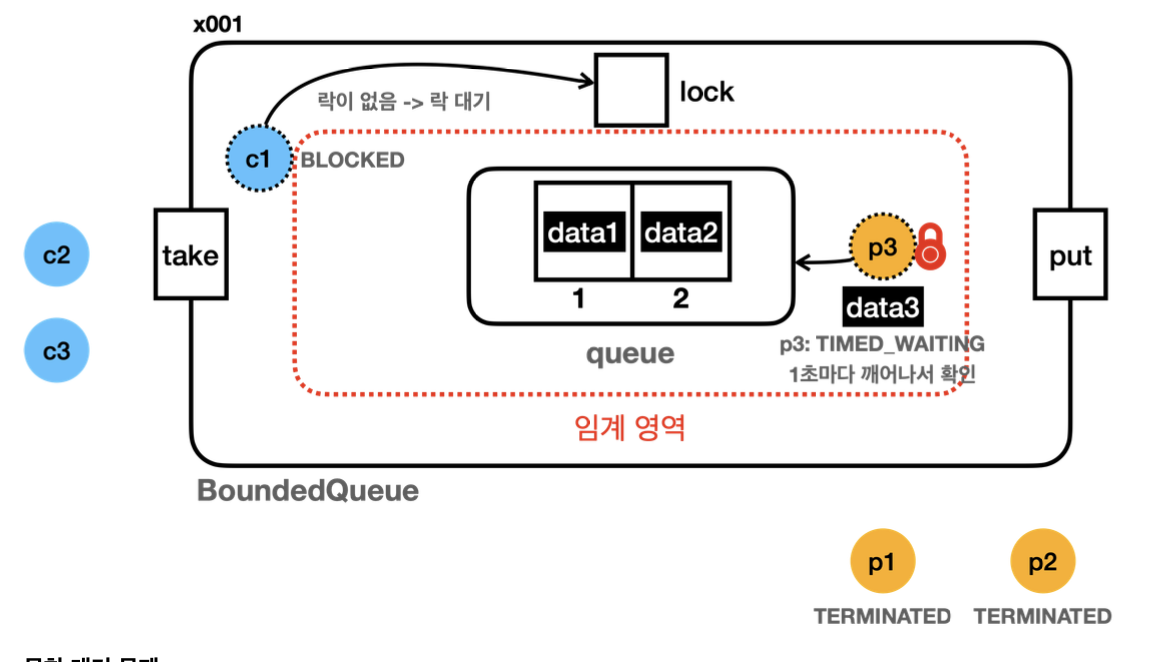 x001
lock
락이 없음 -> 락 대기
c1
BLOCKED
take
c2
c3
data1
data2
1
2
queue
p3
data3
p3: TIMED_WAITING
1초마다 깨어나서 확인
put
임계 영역
BoundedQueue
p1
p2
TERMINATED
TERMINATED